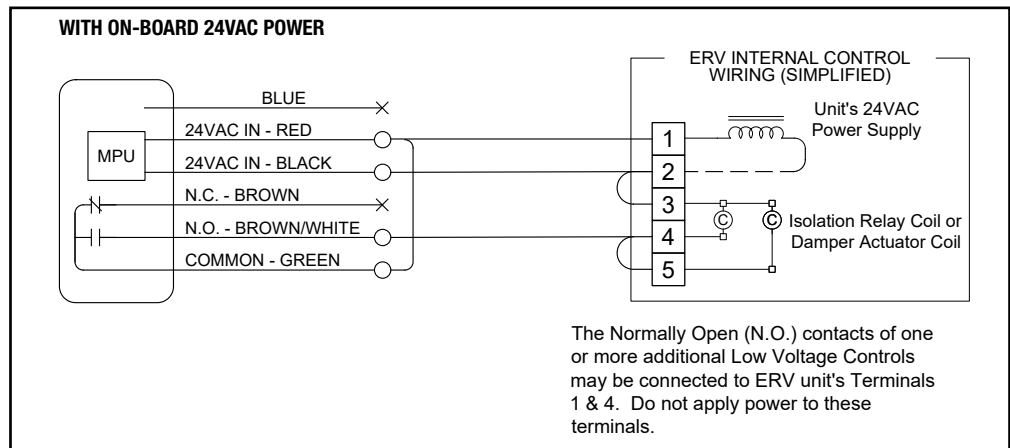 WITH ON-BOARD 24VAC POWER
ERV INTERNAL CONTROL
WIRING (SIMPLIFIED)
BLUE
24VAC IN - RED
MPU
24VAC IN - BLACK
N.C. - BROWN
N.O. - BROWN/WHITE
COMMON - GREEN
1
2
3
4
5
Unit's 24VAC
Power Supply
C
C
Isolation Relay Coil or
Damper Actuator Coil
The Normally Open (N.O.) contacts of one
or more additional Low Voltage Controls
may be connected to ERV unit's Terminals
1 & 4. Do not apply power to these
terminals.